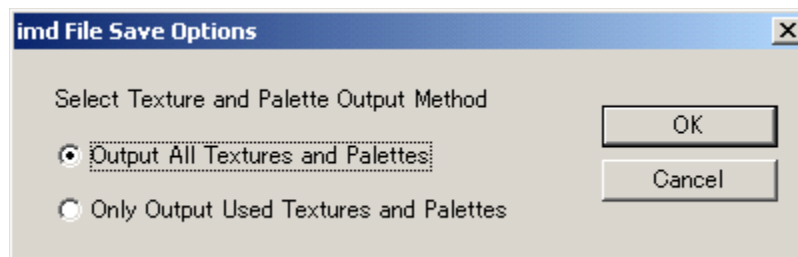 imd File Save Options
Select Texture and Palette Output Method
Output All Textures and Palettes
Only Output Used Textures and Palettes
OK
Cancel